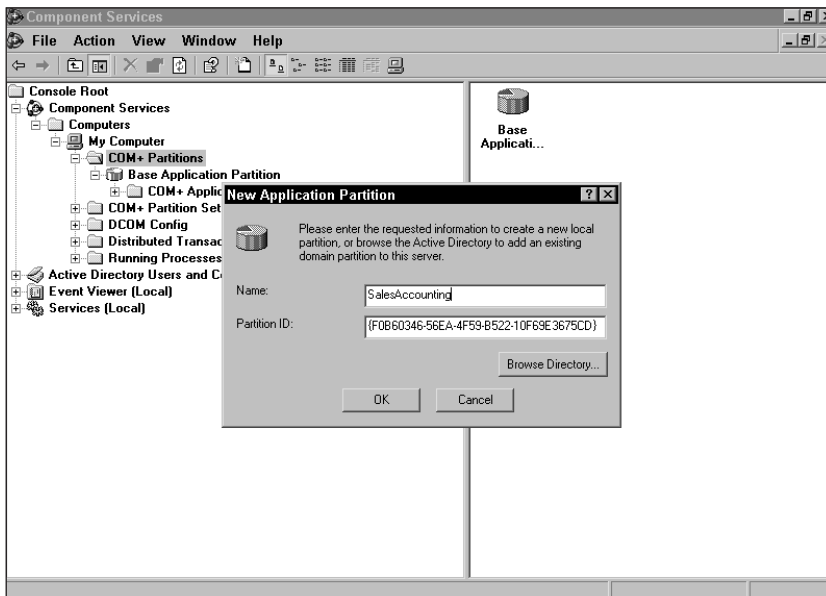 Component Services
File Action View Window Help
Console Root
Component Services
Computers
My Computer
COM+ Partitions
Base Application Partition
COM+ Applic
COM+ Partition Set
DCOM Config
Distributed Transac
Running Processes
Active Directory Users and C
Event Viewer (Local)
Services (Local)
Base
Applicati...
New Application Partition
Please enter the requested information to create a new local
partition, or browse the Active Directory to add an existing
domain partition to this server.
Name:
SalesAccounting
Partition ID:
{F0B60346-56EA-4F59-B522-10F69E3675CD}
Browse Directory...
OK Cancel